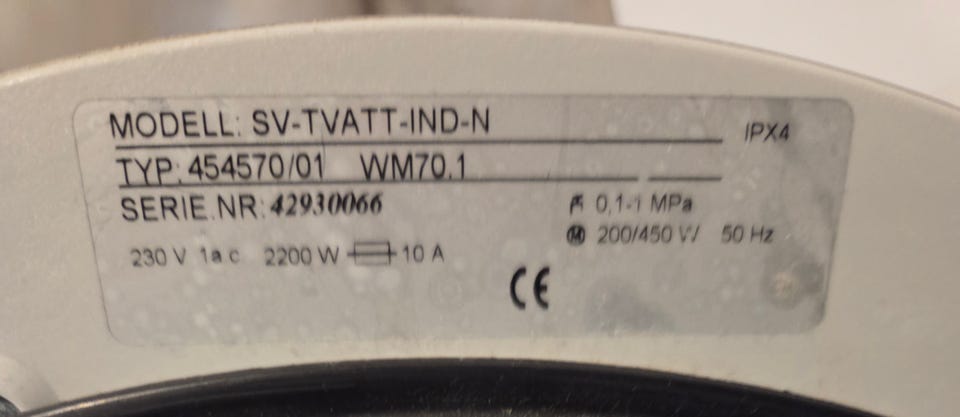 MODELL: SV-TVATT-IND-N
IPX4
TYP: 454570/01 WM70.1
SERIE.NR: 42930066
0,1-1 MPa
M 200/450 W 50 Hz
230 V 1a c 2200 W 10 A
CE